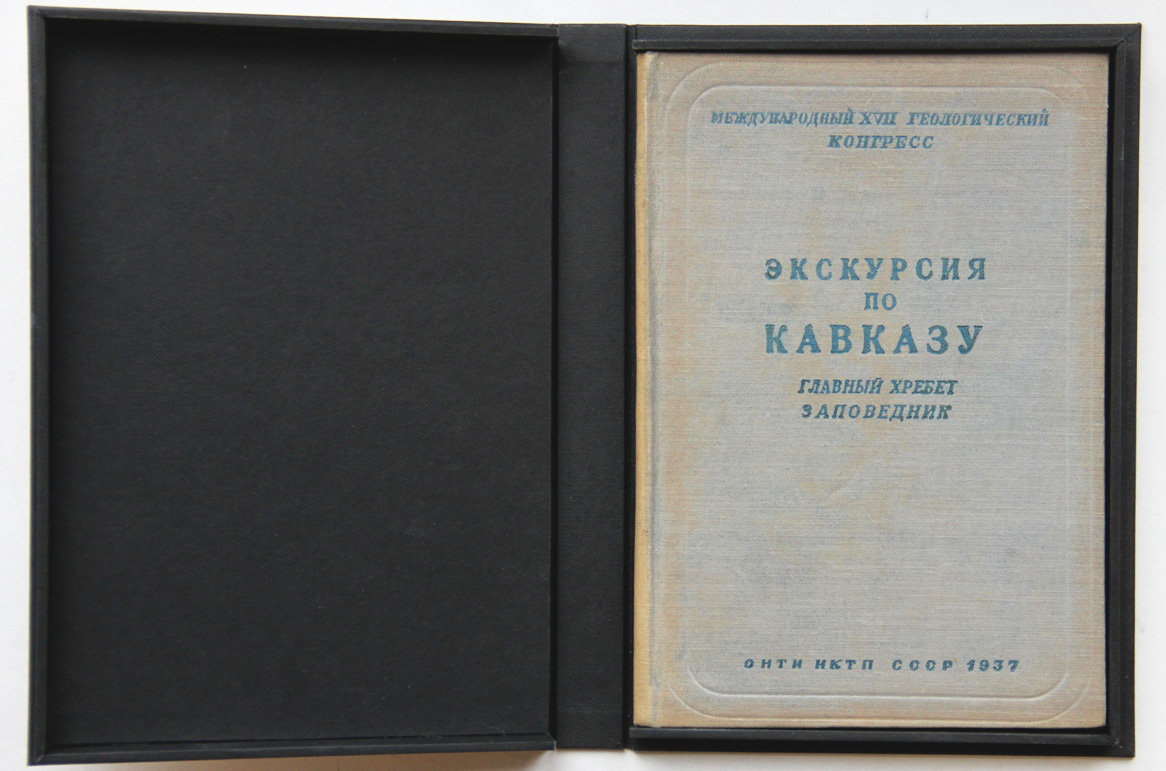 МЕЖДУНАРОДНЫЙ XVII ГЕОЛОГИЧЕСКИЙ
КОНГРЕСС
ЭКСКУРСИЯ
ПО
КАВКАЗУ
ГЛАВНЫЙ ХРЕБЕТ
ЗАПОВЕДНИК
ОНТИ НКТП СССР 1937